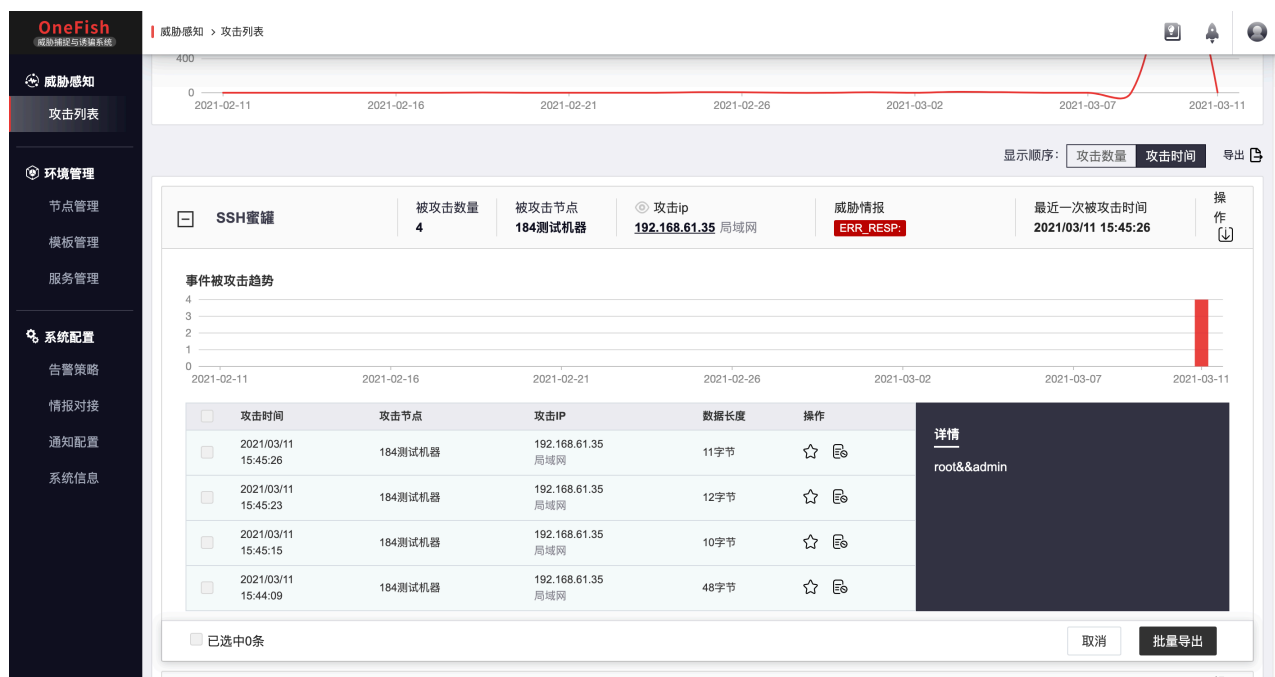 OneFish
威胁捕捉与诱骗系统
威胁感知 > 攻击列表
威胁感知
攻击列表
环境管理
节点管理
模板管理
服务管理
系统配置
告警策略
情报对接
通知配置
系统信息
400
0
2021-02-11 2021-02-16 2021-02-21 2021-02-26 2021-03-02 2021-03-07 2021-03-11
显示顺序: 攻击数量 攻击时间 导出
SSH蜜罐
被攻击数量
4
被攻击节点
184测试机器
攻击ip
192.168.61.35 局域网
威胁情报
ERR_RESP:
最近一次被攻击时间
2021/03/11 15:45:26
操
作
事件被攻击趋势
4
3
2
1
0
2021-02-11 2021-02-16 2021-02-21 2021-02-26 2021-03-02 2021-03-07 2021-03-11
攻击时间 攻击节点 攻击IP 数据长度 操作
2021/03/11
15:45:26
184测试机器
192.168.61.35
局域网
11字节
2021/03/11
15:45:23
184测试机器
192.168.61.35
局域网
12字节
2021/03/11
15:45:15
184测试机器
192.168.61.35
局域网
10字节
2021/03/11
15:44:09
184测试机器
192.168.61.35
局域网
48字节
详情
root&&admin
已选中0条
取消 批量导出